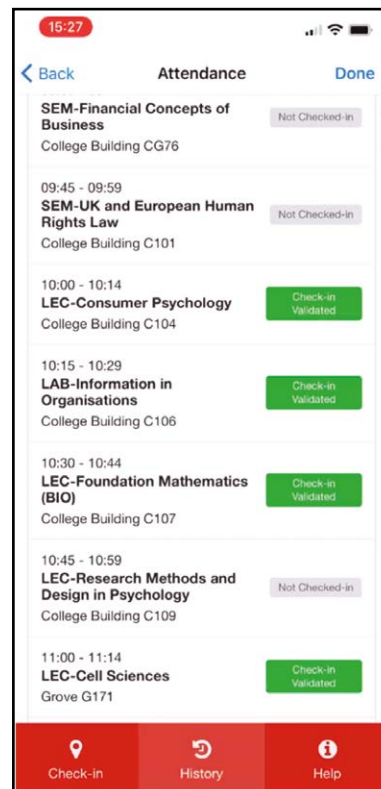 15:27
Back Attendance Done
SEM-Financial Concepts of
Business
Not Checked-in
College Building CG76
09:45 - 09:59
SEM-UK and European Human
Rights Law
Not Checked-in
College Building C101
10:00 - 10:14
LEC-Consumer Psychology
Check-in
Validated
College Building C104
10:15 - 10:29
LAB-Information in
Organisations
Check-in
Validated
College Building C106
10:30 - 10:44
LEC-Foundation Mathematics
(BIO)
Check-in
Validated
College Building C107
10:45 - 10:59
LEC-Research Methods and
Design in Psychology
Not Checked-in
College Building C109
11:00 - 11:14
LEC-Cell Sciences
Check-in
Validated
Grove G171
Check-in History Help